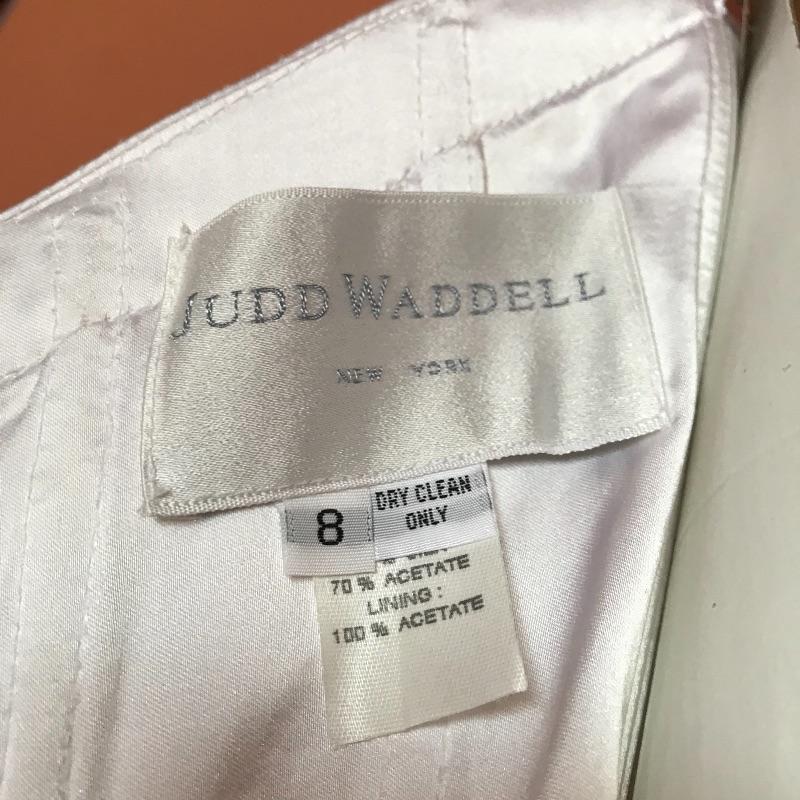 JUDD WADDELL
NEW YORK
8
DRY CLEAN
ONLY
70 % ACETATE
LINING :
100 % ACETATE